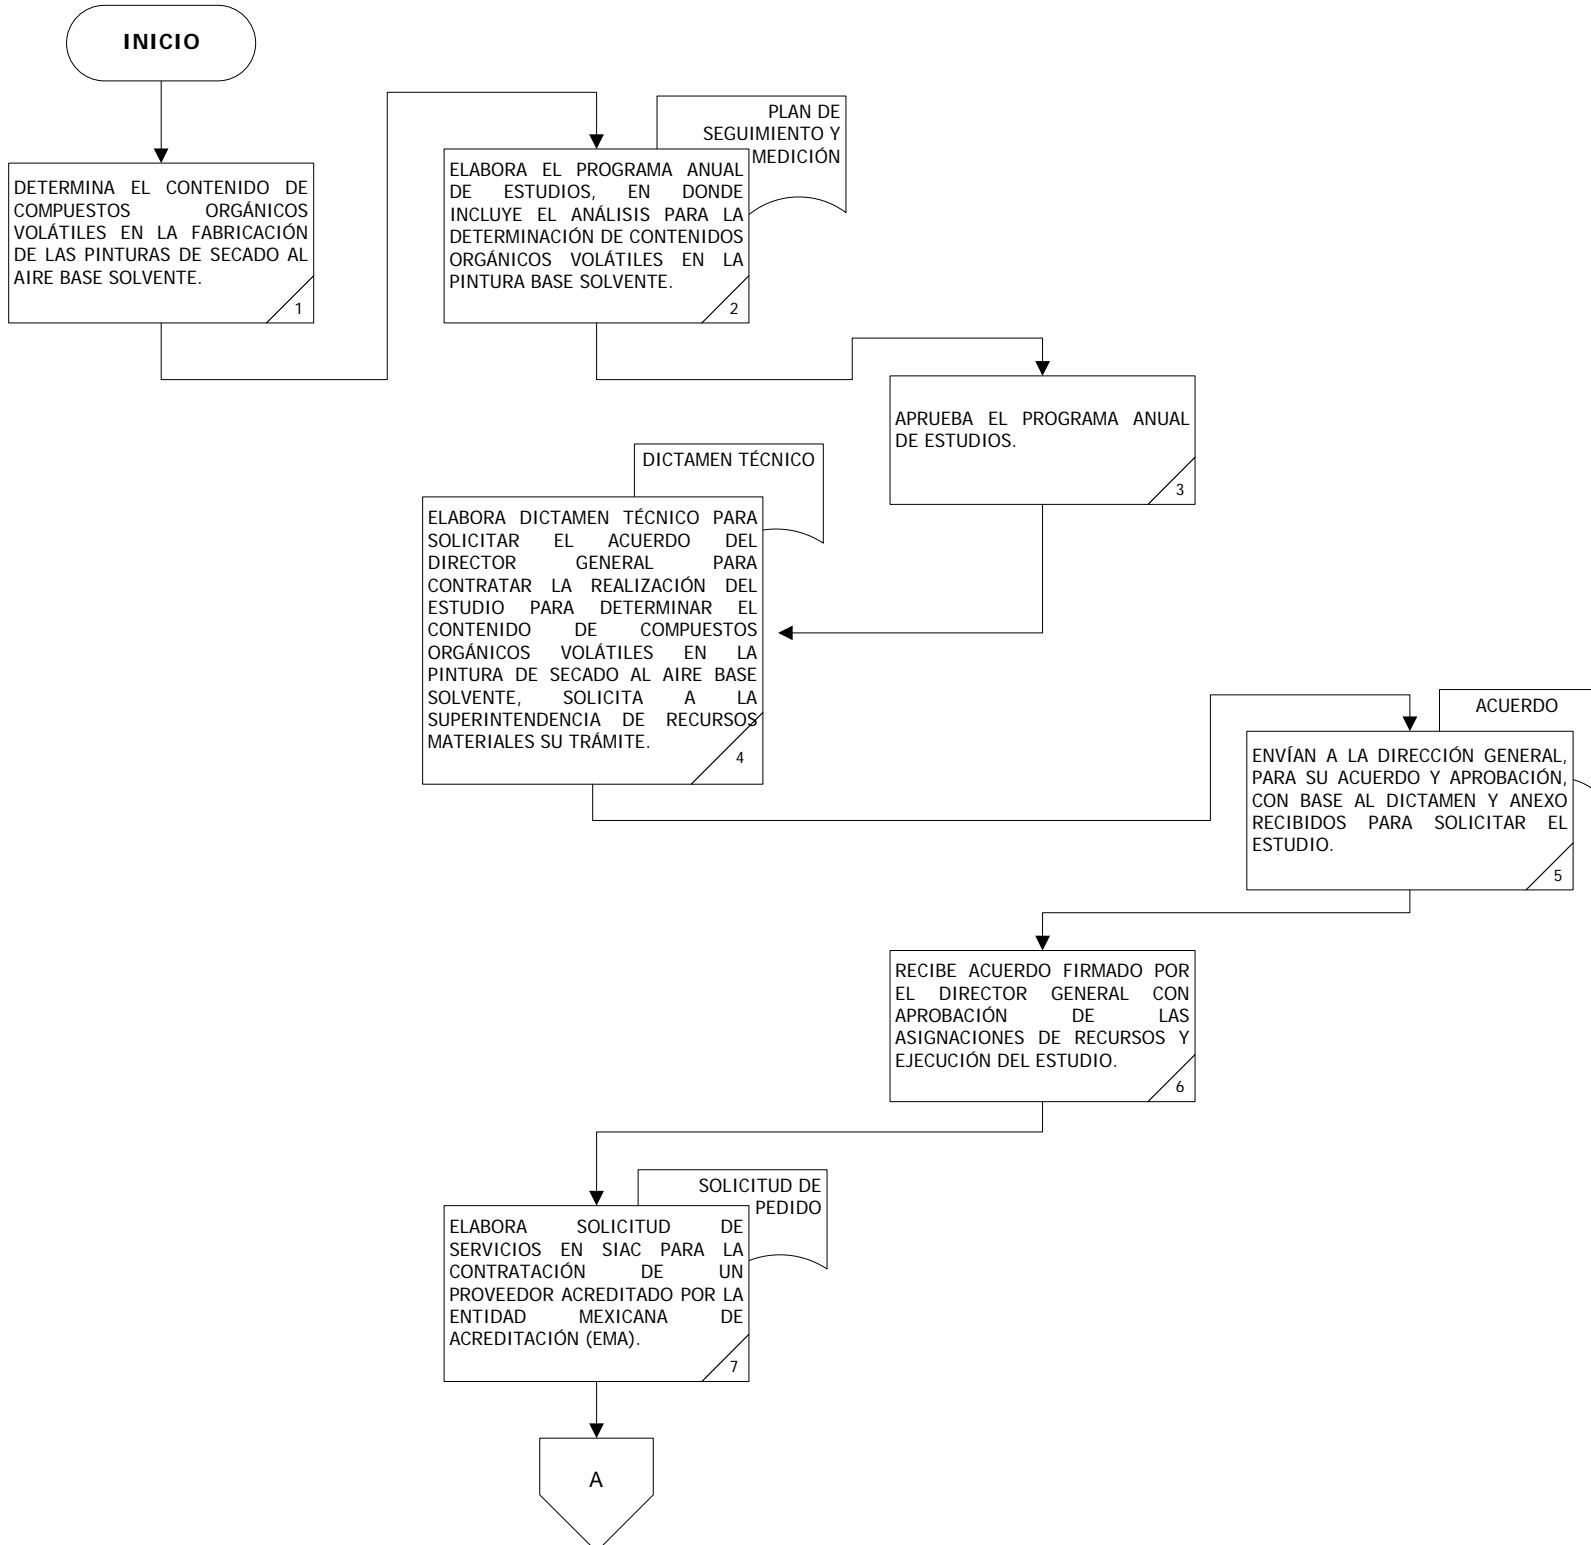 INICIO
DETERMINA EL CONTENIDO DE
COMPUESTOS ORGÁNICOS
VOLÁTILES EN LA FABRICACIÓN
DE LAS PINTURAS DE SECADO AL
AIRE BASE SOLVENTE.
1
PLAN DE
SEGUIMIENTO Y
MEDICIÓN
ELABORA EL PROGRAMA ANUAL
DE ESTUDIOS, EN DONDE
INCLUYE EL ANÁLISIS PARA LA
DETERMINACIÓN DE CONTENIDOS
ORGÁNICOS VOLÁTILES EN LA
PINTURA BASE SOLVENTE.
2
APRUEBA EL PROGRAMA ANUAL
DE ESTUDIOS.
3
DICTAMEN TÉCNICO
ELABORA DICTAMEN TÉCNICO PARA
SOLICITAR EL ACUERDO DEL
DIRECTOR GENERAL PARA
CONTRATAR LA REALIZACIÓN DEL
ESTUDIO PARA DETERMINAR EL
CONTENIDO DE COMPUESTOS
ORGÁNICOS VOLÁTILES EN LA
PINTURA DE SECADO AL AIRE BASE
SOLVENTE, SOLICITA A LA
SUPERINTENDENCIA DE RECURSOS
MATERIALES SU TRÁMITE.
4
ACUERDO
ENVÍAN A LA DIRECCIÓN GENERAL,
PARA SU ACUERDO Y APROBACIÓN,
CON BASE AL DICTAMEN Y ANEXO
RECIBIDOS PARA SOLICITAR EL
ESTUDIO.
5
RECIBE ACUERDO FIRMADO POR
EL DIRECTOR GENERAL CON
APROBACIÓN DE LAS
ASIGNACIONES DE RECURSOS Y
EJECUCIÓN DEL ESTUDIO.
6
SOLICITUD DE
PEDIDO
ELABORA SOLICITUD DE
SERVICIOS EN SIAC PARA LA
CONTRATACIÓN DE UN
PROVEEDOR ACREDITADO POR LA
ENTIDAD MEXICANA DE
ACREDITACIÓN (EMA).
7
A